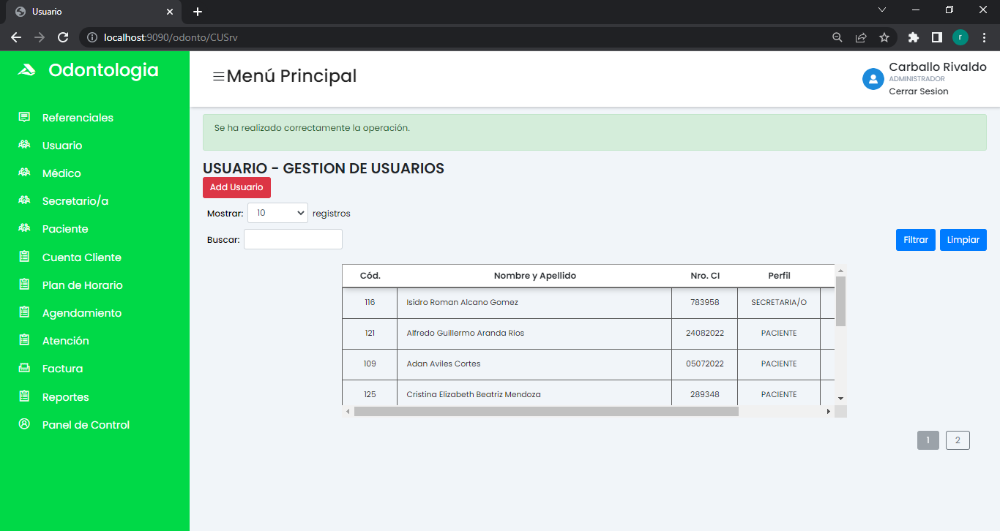 Usuario
localhost:9090/odonto/CUSrv
r
Odontologia
Referenciales
Usuario
Médico
Secretario/a
Paciente
Cuenta Cliente
Plan de Horario
Agendamiento
Atención
Factura
Reportes
Panel de Control
Menú Principal
Carballo Rivaldo
ADMINISTRADOR
Cerrar Sesion
Se ha realizado correctamente la operación.
USUARIO - GESTION DE USUARIOS
Add Usuario
Mostrar: 10 registros
Buscar:
Filtrar Limpiar
Cód. Nombre y Apellido Nro. CI Perfil
116 Isidro Roman Alcano Gomez 783958 SECRETARIA/O
121 Alfredo Guillermo Aranda Rios 24082022 PACIENTE
109 Adan Aviles Cortes 05072022 PACIENTE
125 Cristina Elizabeth Beatriz Mendoza 289348 PACIENTE
1 2